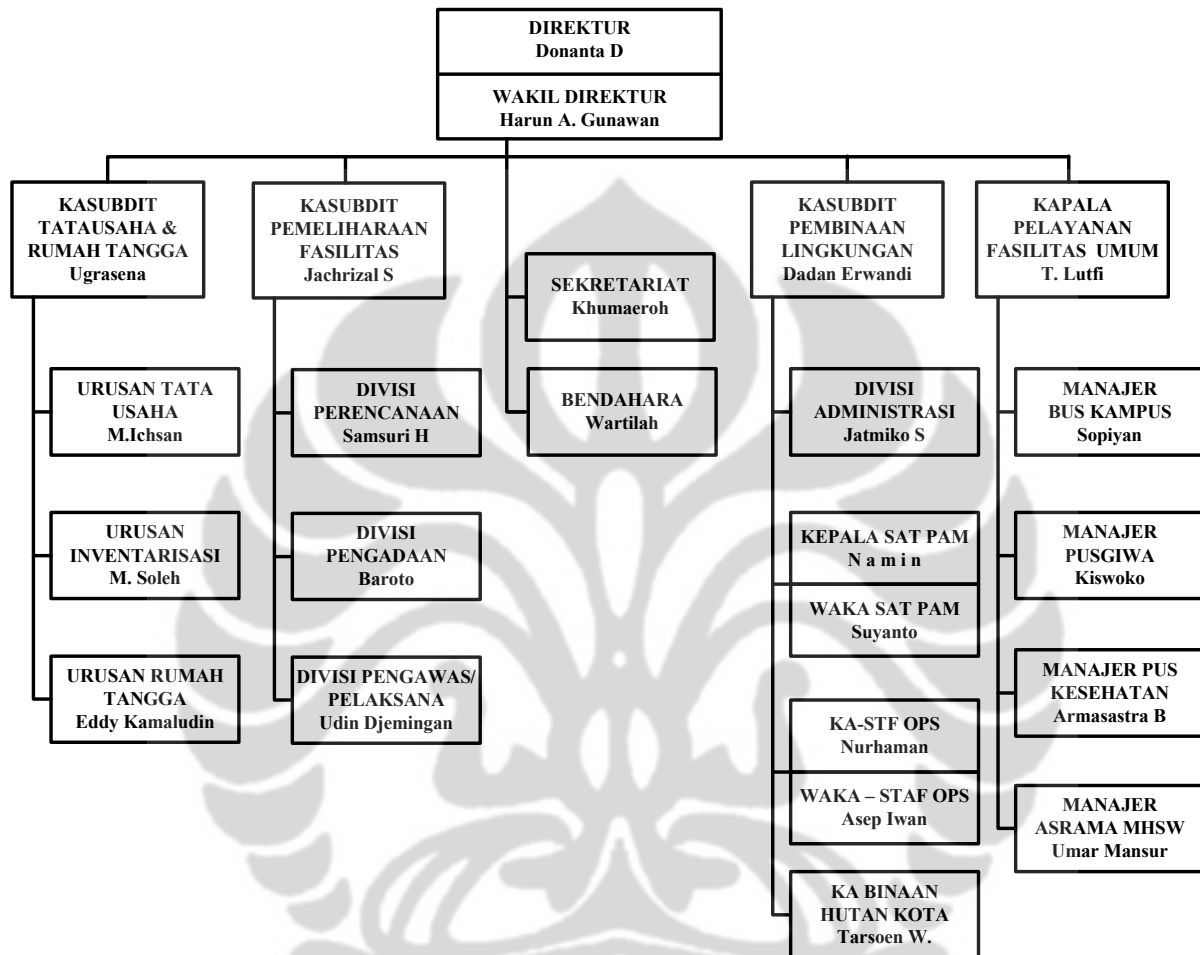 DIREKTUR
Donanta D
WAKIL DIREKTUR
Harun A. Gunawan
KASUBDIT
TATAUSAHA &
RUMAH TANGGA
Ugrasena
URUSAN TATA
USAHA
M.Ichsan
URUSAN
INVENTARISASI
M. Soleh
URUSAN RUMAH
TANGGA
Eddy Kamaludin
KASUBDIT
PEMELIHARAAN
FASILITAS
Jachrizal S
DIVISI
PERENCANAAN
Samsuri H
DIVISI
PENGADAAN
Baroto
DIVISI PENGAWAS/
PELAKSANA
Udin Djemingan
SEKRETARIAT
Khumaeroh
BENDAHARA
Wartilah
KASUBDIT
PEMBINAAN
LINGKUNGAN
Dadan Erwandi
DIVISI
ADMINISTRASI
Jatmiko S
KEPALA SAT PAM
N a m i n
WAKA SAT PAM
Suyanto
KA-STF OPS
Nurhaman
WAKA – STAF OPS
Asep Iwan
KA BINAAN
HUTAN KOTA
Tarsoen W.
KAPALA
PELAYANAN
FASILITAS UMUM
T. Lutfi
MANAJER
BUS KAMPUS
Sopiyan
MANAJER
PUSGIWA
Kiswoko
MANAJER PUS
KESEHATAN
Armasastra B
MANAJER
ASRAMA MHSW
Umar Mansur